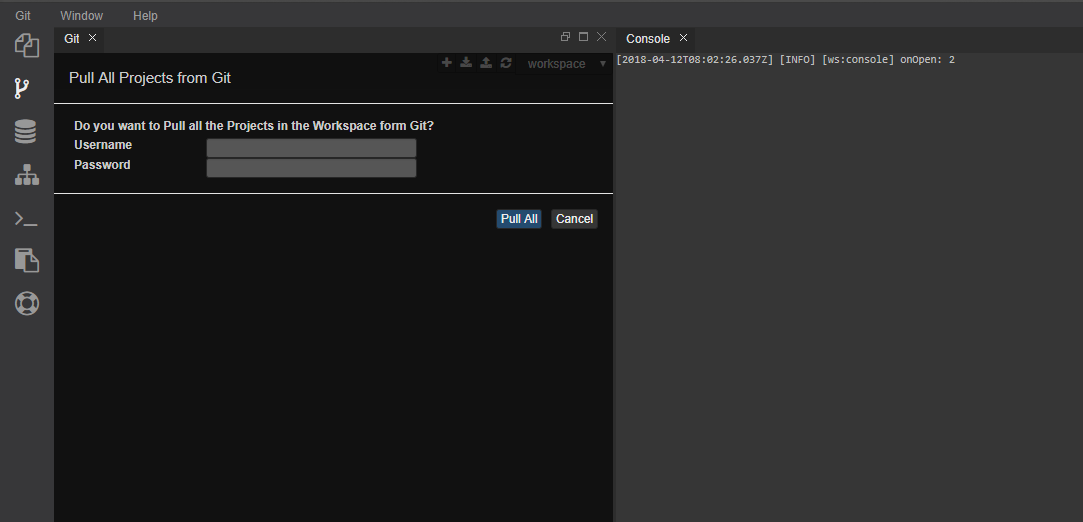 Git Window Help
Git
Console
workspace
[2018-04-12T08:02:26.037Z] [INFO] [ws:console] onOpen: 2
Pull All Projects from Git
Do you want to Pull all the Projects in the Workspace form Git?
Username
Password
Pull All Cancel